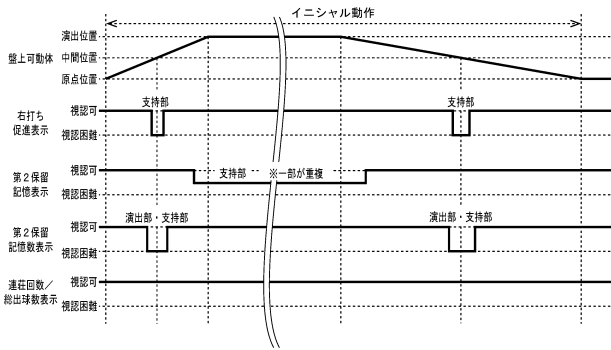 イニシャル動作
演出位置
盤上可動体
中間位置
原点位置
右打ち
促進表示
視認可
支持部
支持部
視認困難
第２保留
記憶表示
視認可
支持部　※一部が重複
視認困難
第２保留
記憶数表示
演出部・支持部
演出部・支持部
視認可
視認困難
連荘回数／
総出球数表示
視認可
視認困難